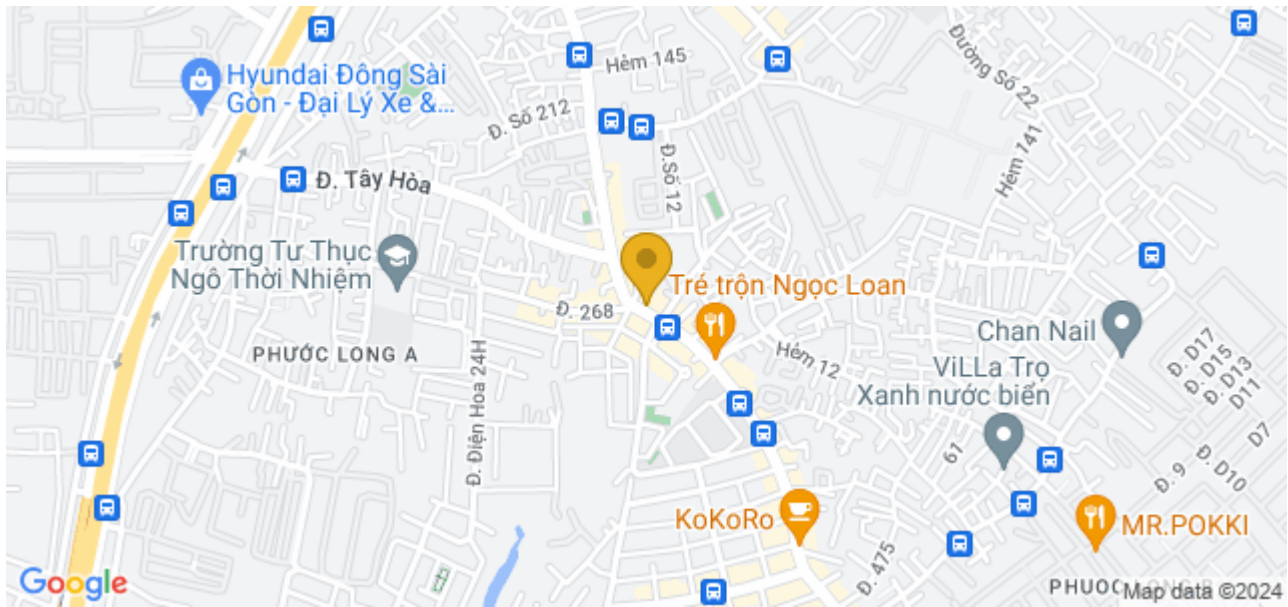 Hyundai Đông Sài
Gòn - Đại Lý Xe &...
Hẻm 145
Đường Số 22
Đ. Số 212
Đ.Số 12
Hẻm 141
Đ. Tây Hòa
Trường Tư Thục
Ngô Thời Nhiệm
Tré trộn Ngọc Loan
Đ. 268
Chan Nail
Đ. D17
Đ. D15
Đ. D13
D11
PHƯỚC LONG A
Hẻm 12
ViLLa Trọ
Xanh nước biển
Đ. Điện Hoa 24H
61
D7
Đ. 9
Đ. D10
KoKoRo
MR.POKKI
Đ. 475
Google
PHƯỚC
Map data ©2024